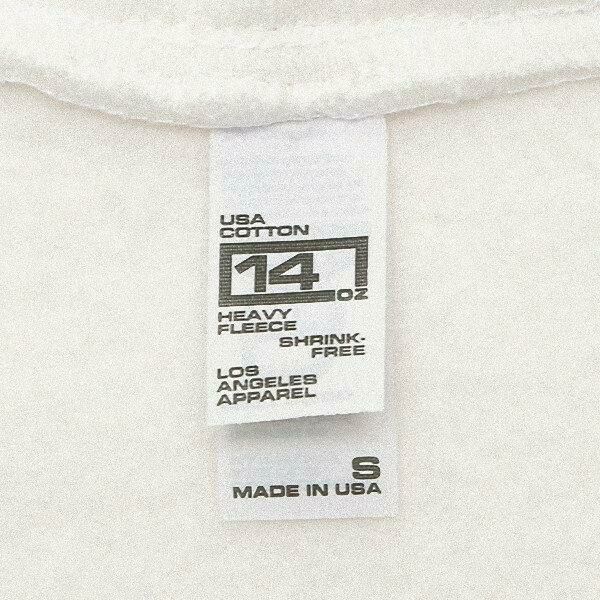 USA
COTTON
14 OZ
HEAVY
FLEECE
SHRINK-
FREE
LOS
ANGELES
APPAREL
S
MADE IN USA